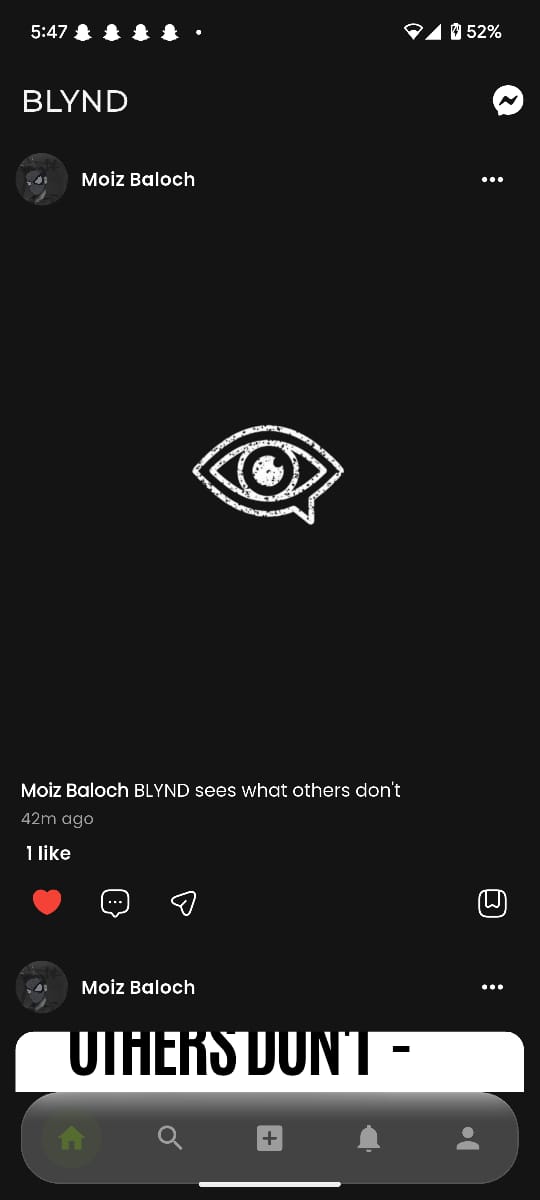 5:47
52%
BLYND
Moiz Baloch
Moiz Baloch BLYND sees what others don't
42m ago
1 like
Moiz Baloch
OTHERS DON'T -